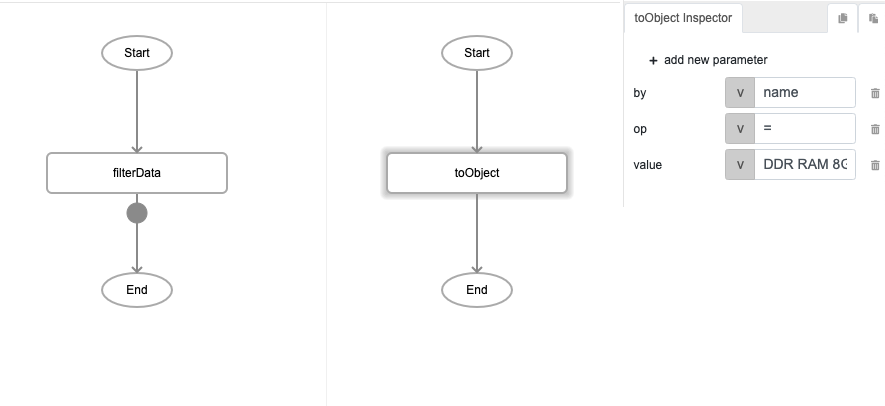 Start
filterData
End
Start
toObject
End
toObject Inspector
+ add new parameter
by v name
op v =
value v DDR RAM 8G